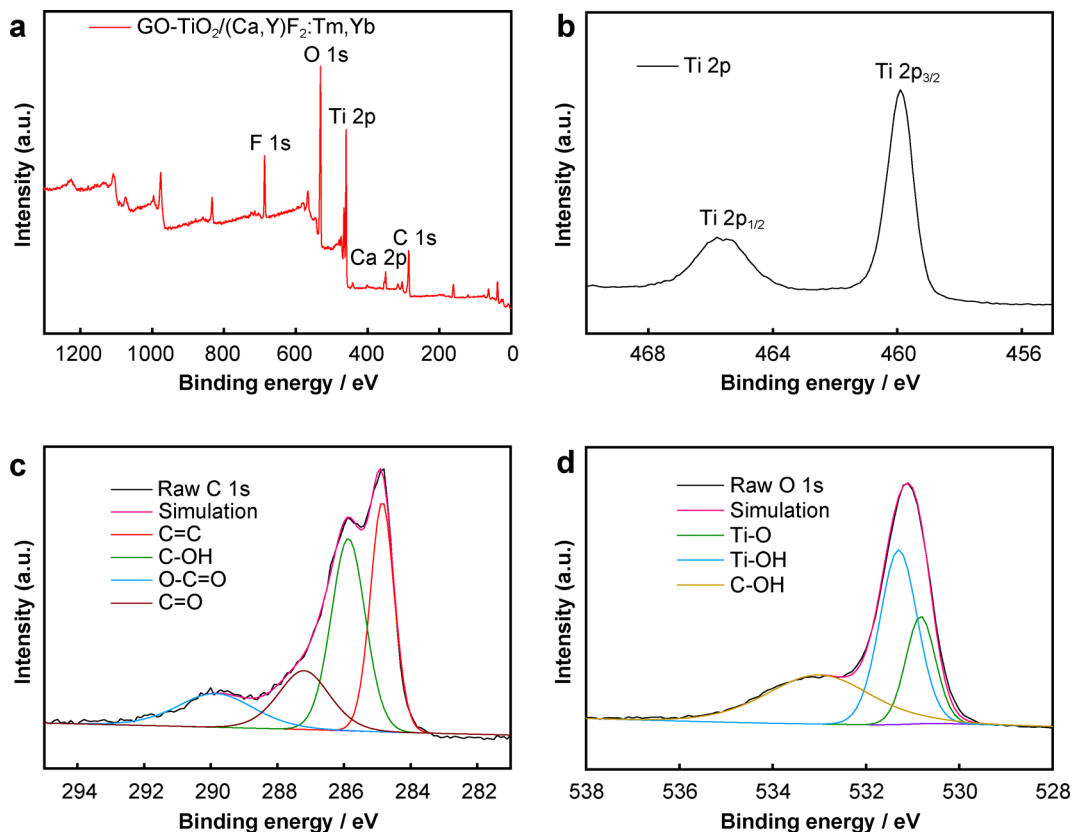 a
GO-TiO₂/(Ca,Y)F₂:Tm,Yb
O 1s
Ti 2p
F 1s
C 1s
Ca 2p
Intensity (a.u.)
1200 1000 800 600 400 200 0
Binding energy / eV
b
Ti 2p
Ti 2p₃/₂
Ti 2p₁/₂
Intensity (a.u.)
468 464 460 456
Binding energy / eV
c
Raw C 1s
Simulation
C=C
C-OH
O-C=O
C=O
Intensity (a.u.)
294 292 290 288 286 284 282
Binding energy / eV
d
Raw O 1s
Simulation
Ti-O
Ti-OH
C-OH
Intensity (a.u.)
538 536 534 532 530 528
Binding energy / eV